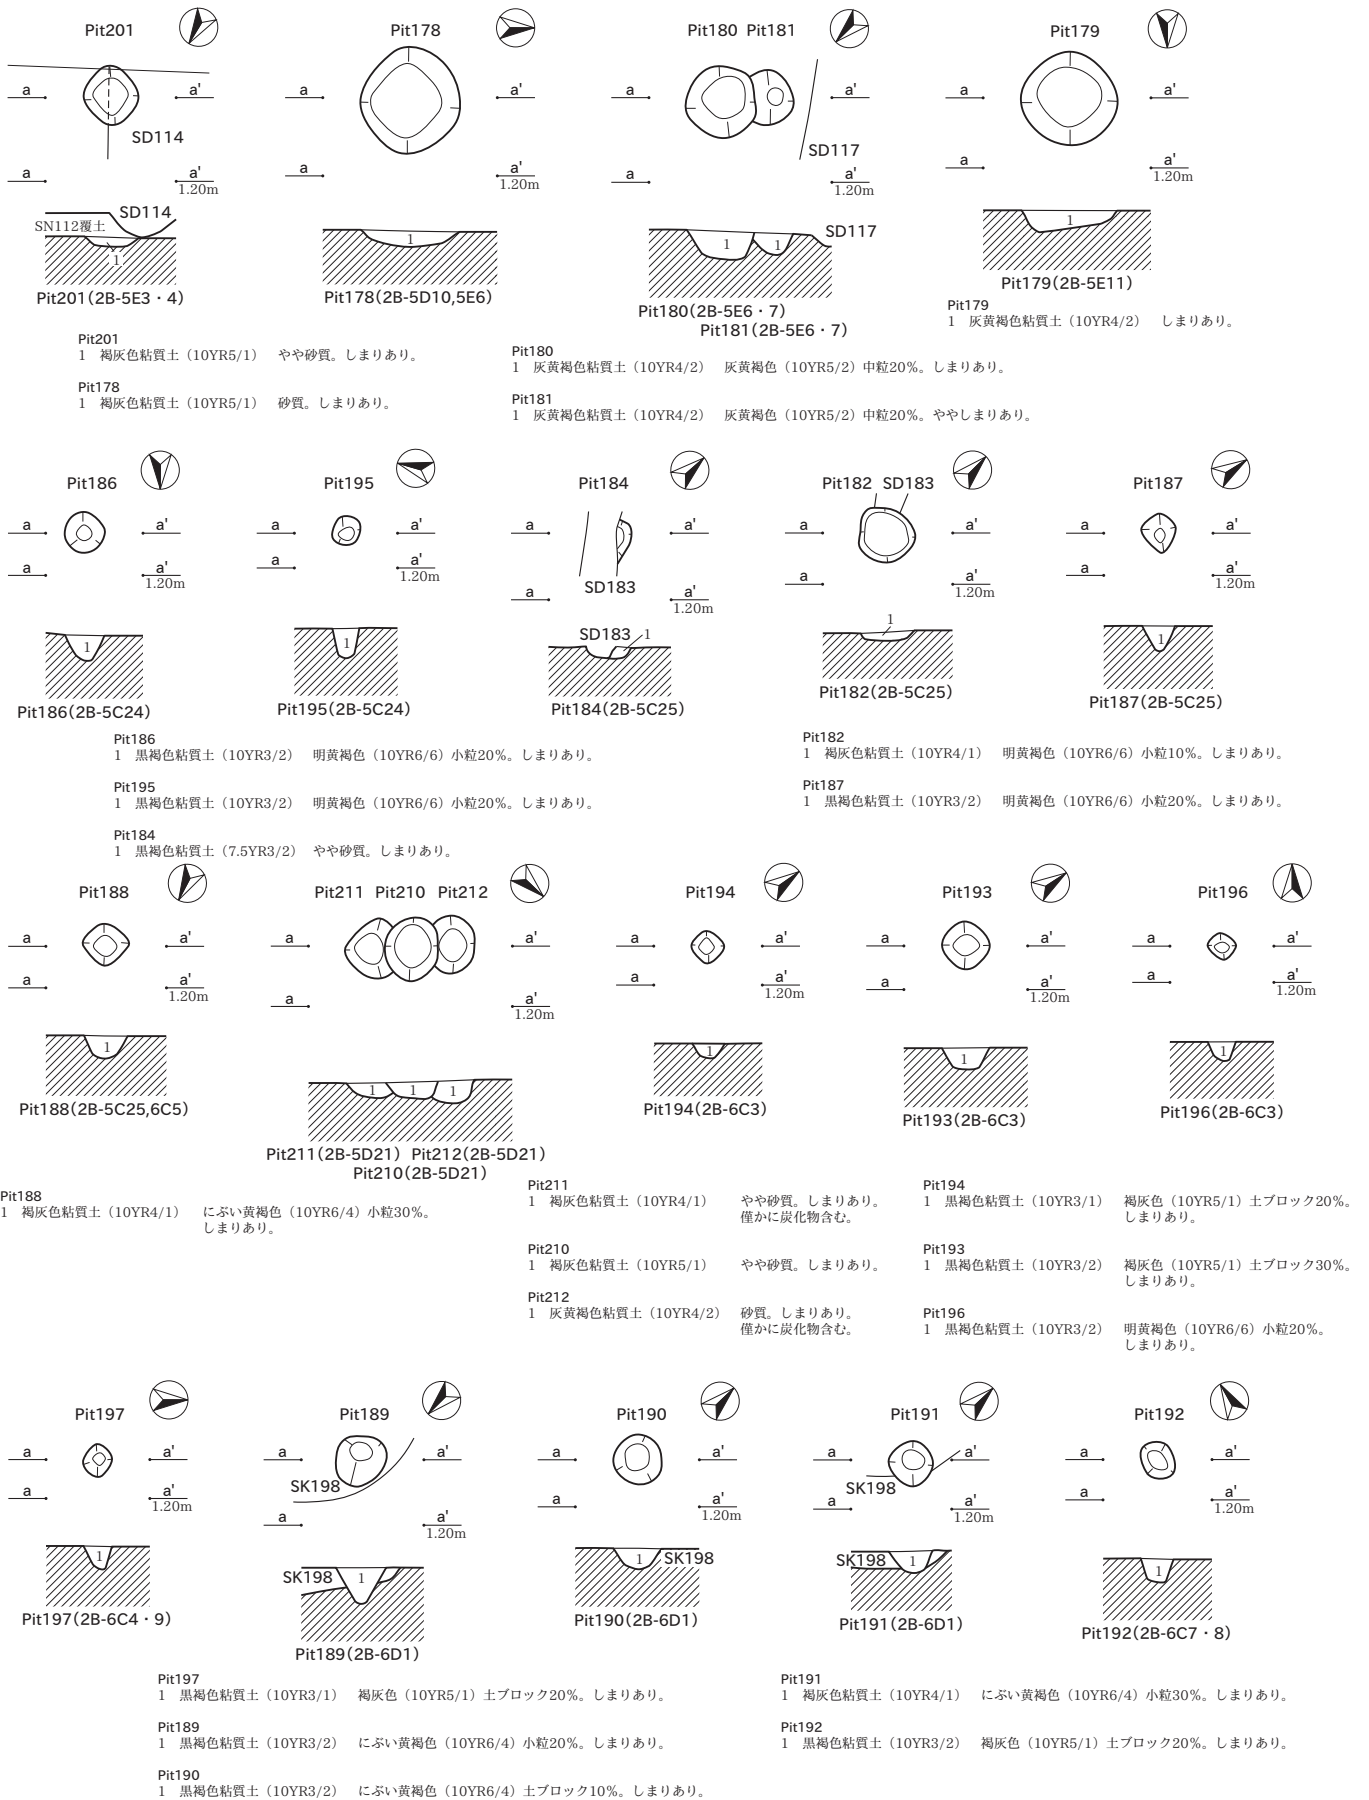 Pit201
a a'
SD114
a a'
1.20m
SD114
SN112覆土
1
Pit201(2B-5E3・4)
Pit178
a a'
a a'
1.20m
1
Pit178(2B-5D10,5E6)
Pit180 Pit181
a a'
SD117
a a'
1.20m
SD117
1 1
Pit180(2B-5E6・7)
Pit181(2B-5E6・7)
Pit179
a a'
a a'
1.20m
1
Pit179(2B-5E11)
Pit201
1 褐灰色粘質土（10YR5/1） やや砂質。しまりあり。
Pit178
1 褐灰色粘質土（10YR5/1） 砂質。しまりあり。
Pit180
1 灰黄褐色粘質土（10YR4/2） 灰黄褐色（10YR5/2）中粒20%。しまりあり。
Pit181
1 灰黄褐色粘質土（10YR4/2） 灰黄褐色（10YR5/2）中粒20%。ややしまりあり。
Pit179
1 灰黄褐色粘質土（10YR4/2） しまりあり。
Pit186
a a'
a a'
1.20m
1
Pit186(2B-5C24)
Pit195
a a'
a a'
1.20m
1
Pit195(2B-5C24)
Pit184
a a'
SD183
a a'
1.20m
SD183 1
Pit184(2B-5C25)
Pit182 SD183
a a'
a a'
1.20m
1
Pit182(2B-5C25)
Pit187
a a'
a a'
1.20m
1
Pit187(2B-5C25)
Pit186
1 黒褐色粘質土（10YR3/2） 明黄褐色（10YR6/6）小粒20%。しまりあり。
Pit195
1 黒褐色粘質土（10YR3/2） 明黄褐色（10YR6/6）小粒20%。しまりあり。
Pit184
1 黒褐色粘質土（7.5YR3/2） やや砂質。しまりあり。
Pit182
1 褐灰色粘質土（10YR4/1） 明黄褐色（10YR6/6）小粒10%。しまりあり。
Pit187
1 黒褐色粘質土（10YR3/2） 明黄褐色（10YR6/6）小粒20%。しまりあり。
Pit188
a a'
a a'
1.20m
1
Pit188(2B-5C25,6C5)
Pit211 Pit210 Pit212
a a'
a a'
1.20m
1 1 1
Pit211(2B-5D21) Pit212(2B-5D21)
Pit210(2B-5D21)
Pit194
a a'
a a'
1.20m
1
Pit194(2B-6C3)
Pit193
a a'
a a'
1.20m
1
Pit193(2B-6C3)
Pit196
a a'
a a'
1.20m
1
Pit196(2B-6C3)
Pit188
1 褐灰色粘質土（10YR4/1） にぶい黄褐色（10YR6/4）小粒30%。
しまりあり。
Pit211
1 褐灰色粘質土（10YR4/1） やや砂質。しまりあり。
僅かに炭化物含む。
Pit210
1 褐灰色粘質土（10YR5/1） やや砂質。しまりあり。
Pit212
1 灰黄褐色粘質土（10YR4/2） 砂質。しまりあり。
僅かに炭化物含む。
Pit194
1 黒褐色粘質土（10YR3/1） 褐灰色（10YR5/1）土ブロック20%。
しまりあり。
Pit193
1 黒褐色粘質土（10YR3/2） 褐灰色（10YR5/1）土ブロック30%。
しまりあり。
Pit196
1 黒褐色粘質土（10YR3/2） 明黄褐色（10YR6/6）小粒20%。
しまりあり。
Pit197
a a'
a a'
1.20m
1
Pit197(2B-6C4・9)
Pit189
a a'
SK198
a a'
1.20m
SK198 1
Pit189(2B-6D1)
Pit190
a a'
a a'
1.20m
1 SK198
Pit190(2B-6D1)
Pit191
a a'
SK198
a a'
1.20m
SK198 1
Pit191(2B-6D1)
Pit192
a a'
a a'
1.20m
1
Pit192(2B-6C7・8)
Pit197
1 黒褐色粘質土（10YR3/1） 褐灰色（10YR5/1）土ブロック20%。しまりあり。
Pit189
1 黒褐色粘質土（10YR3/2） にぶい黄褐色（10YR6/4）小粒20%。しまりあり。
Pit190
1 黒褐色粘質土（10YR3/2） にぶい黄褐色（10YR6/4）土ブロック10%。しまりあり。
Pit191
1 褐灰色粘質土（10YR4/1） にぶい黄褐色（10YR6/4）小粒30%。しまりあり。
Pit192
1 黒褐色粘質土（10YR3/2） 褐灰色（10YR5/1）土ブロック20%。しまりあり。